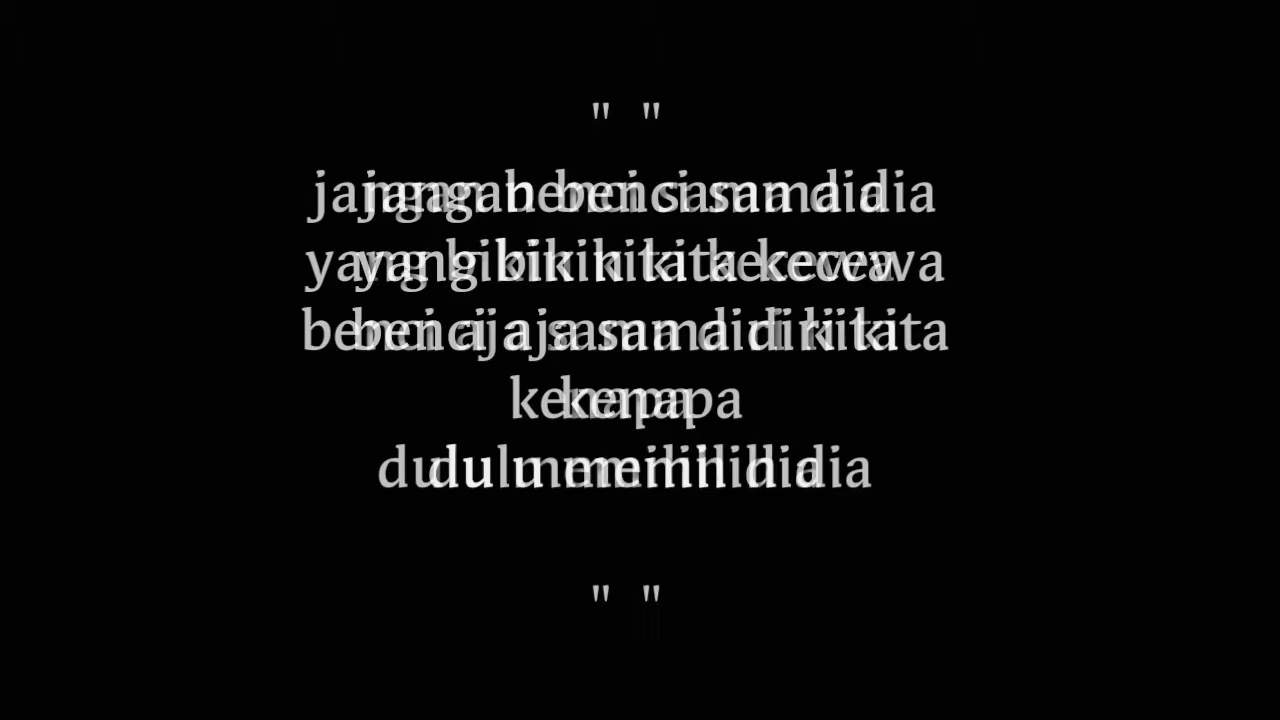 "
jangan benci sama dia
yang bikin kita kecewa
benci aja sama diri kita
kenapa
dulu memilih dia
"